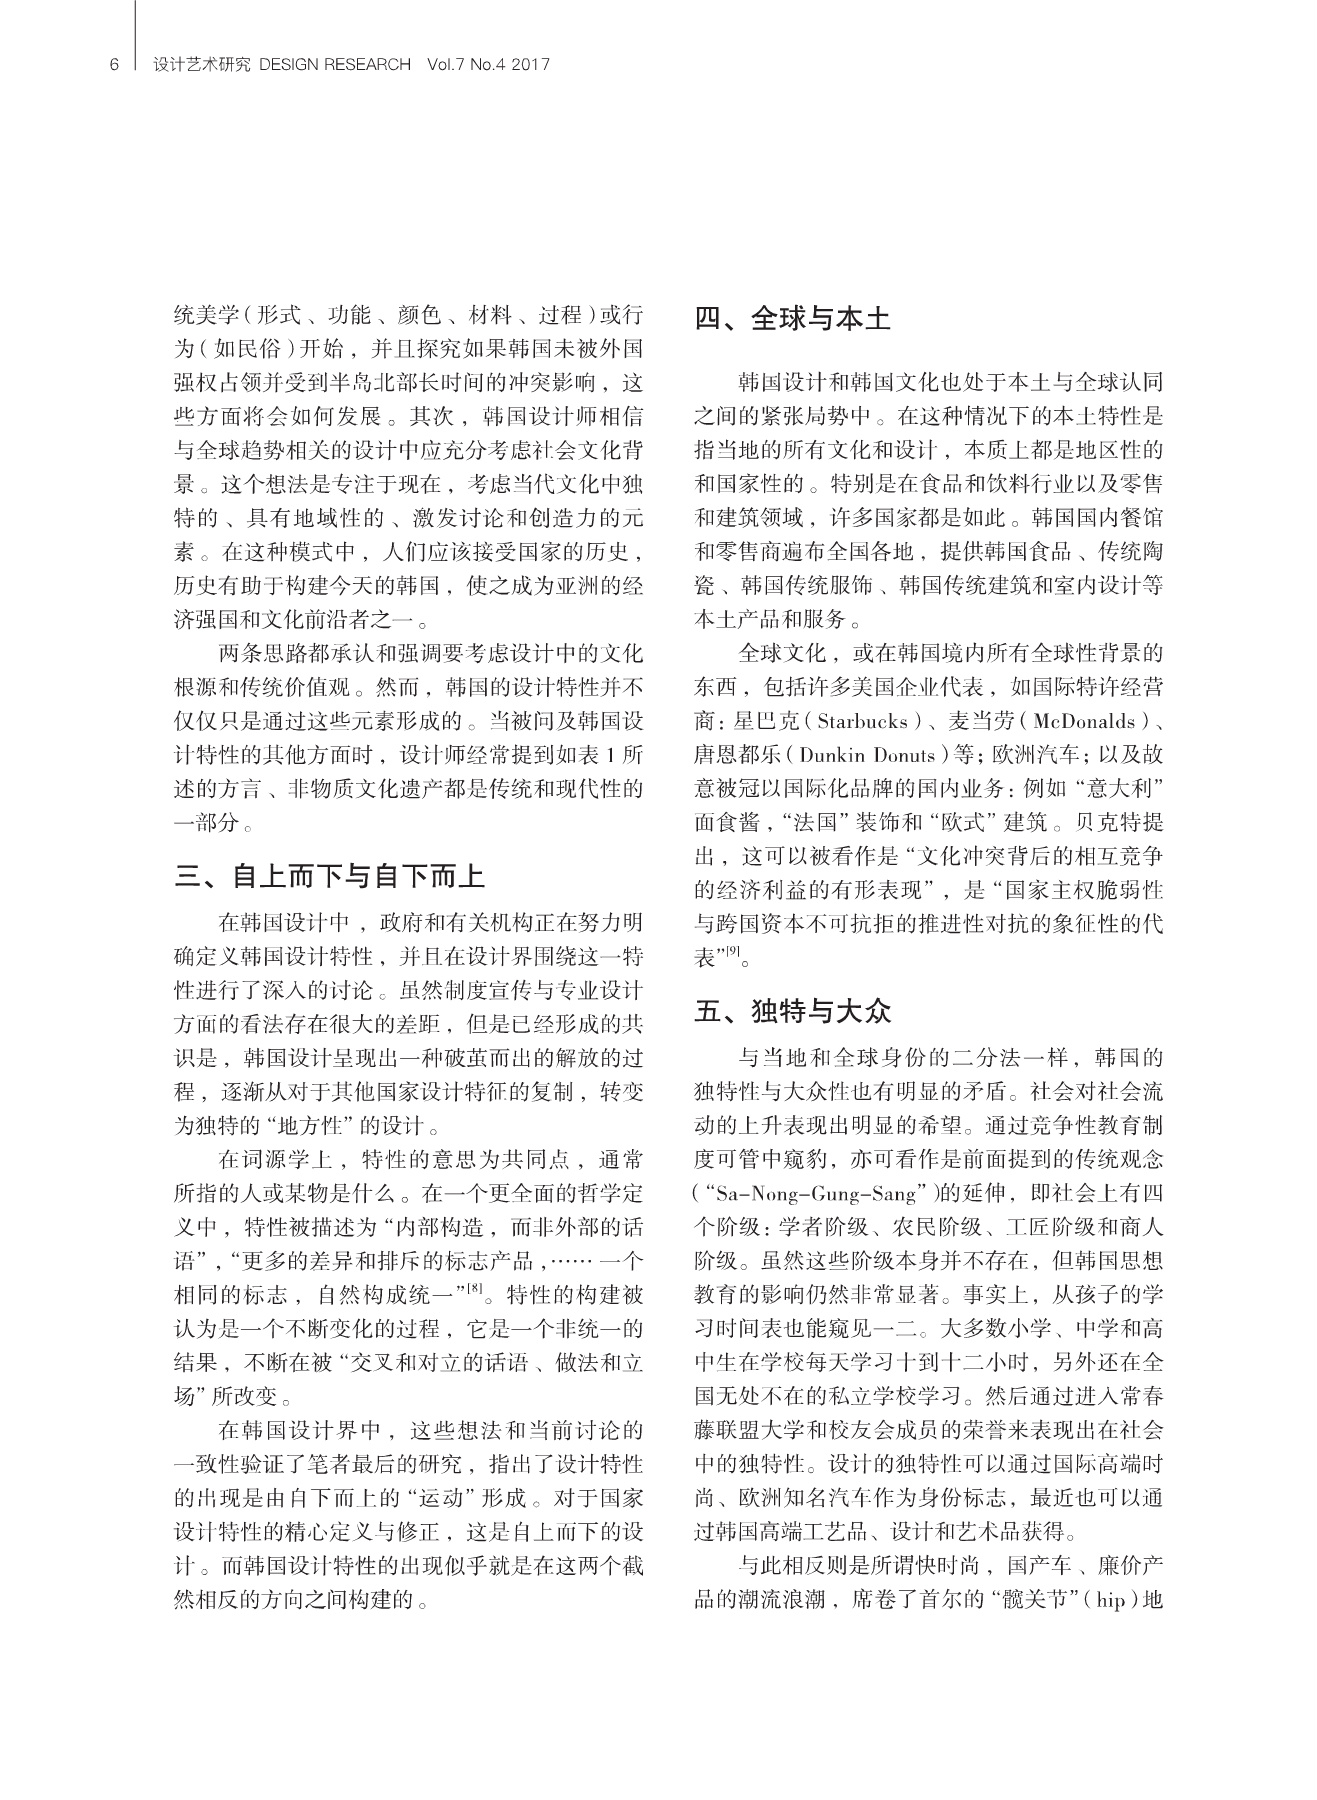 6 设计艺术研究 DESIGN RESEARCH Vol.7 No.4 2017
统美学（形式、功能、颜色、材料、过程）或行
为（如民俗）开始，并且探究如果韩国未被外国
强权占领并受到半岛北部长时间的冲突影响，这
些方面将会如何发展。其次，韩国设计师相信
与全球趋势相关的设计中应充分考虑社会文化背
景。这个想法是专注于现在，考虑当代文化中独
特的、具有地域性的、激发讨论和创造力的元
素。在这种模式中，人们应该接受国家的历史，
历史有助于构建今天的韩国，使之成为亚洲的经
济强国和文化前沿者之一。
两条思路都承认和强调要考虑设计中的文化
根源和传统价值观。然而，韩国的设计特性并不
仅仅只是通过这些元素形成的。当被问及韩国设
计特性的其他方面时，设计师经常提到如表 1 所
述的方言、非物质文化遗产都是传统和现代性的
一部分。
三、自上而下与自下而上
在韩国设计中，政府和有关机构正在努力明
确定义韩国设计特性，并且在设计界围绕这一特
性进行了深入的讨论。虽然制度宣传与专业设计
方面的看法存在很大的差距，但是已经形成的共
识是，韩国设计呈现出一种破茧而出的解放的过
程，逐渐从对于其他国家设计特征的复制，转变
为独特的“地方性”的设计。
在词源学上，特性的意思为共同点，通常
所指的人或某物是什么。在一个更全面的哲学定
义中，特性被描述为“内部构造，而非外部的话
语”，“更多的差异和排斥的标志产品，……一个
相同的标志，自然构成统一”[8]。特性的构建被
认为是一个不断变化的过程，它是一个非统一的
结果，不断在被“交叉和对立的话语、做法和立
场”所改变。
在韩国设计界中，这些想法和当前讨论的
一致性验证了笔者最后的研究，指出了设计特性
的出现是由自下而上的“运动”形成。对于国家
设计特性的精心定义与修正，这是自上而下的设
计。而韩国设计特性的出现似乎就是在这两个截
然相反的方向之间构建的。
四、全球与本土
韩国设计和韩国文化也处于本土与全球认同
之间的紧张局势中。在这种情况下的本土特性是
指当地的所有文化和设计，本质上都是地区性的
和国家性的。特别是在食品和饮料行业以及零售
和建筑领域，许多国家都是如此。韩国国内餐馆
和零售商遍布全国各地，提供韩国食品、传统陶
瓷、韩国传统服饰、韩国传统建筑和室内设计等
本土产品和服务。
全球文化，或在韩国境内所有全球性背景的
东西，包括许多美国企业代表，如国际特许经营
商：星巴克（Starbucks）、麦当劳（McDonalds）、
唐恩都乐（Dunkin Donuts）等；欧洲汽车；以及故
意被冠以国际化品牌的国内业务：例如“意大利”
面食酱，“法国”装饰和“欧式”建筑。贝克特提
出，这可以被看作是“文化冲突背后的相互竞争
的经济利益的有形表现”，是“国家主权脆弱性
与跨国资本不可抗拒的推进性对抗的象征性的代
表”[9]。
五、独特与大众
与当地和全球身份的二分法一样，韩国的
独特性与大众性也有明显的矛盾。社会对社会流
动的上升表现出明显的希望。通过竞争性教育制
度可管中窥豹，亦可看作是前面提到的传统观念
（“Sa-Nong-Gung-Sang”）的延伸，即社会上有四
个阶级：学者阶级、农民阶级、工匠阶级和商人
阶级。虽然这些阶级本身并不存在，但韩国思想
教育的影响仍然非常显著。事实上，从孩子的学
习时间表也能窥见一二。大多数小学、中学和高
中生在学校每天学习十到十二小时，另外还在全
国无处不在的私立学校学习。然后通过进入常春
藤联盟大学和校友会成员的荣誉来表现出在社会
中的独特性。设计的独特性可以通过国际高端时
尚、欧洲知名汽车作为身份标志，最近也可以通
过韩国高端工艺品、设计和艺术品获得。
与此相反则是所谓快时尚，国产车、廉价产
品的潮流浪潮，席卷了首尔的“髋关节”（hip）地